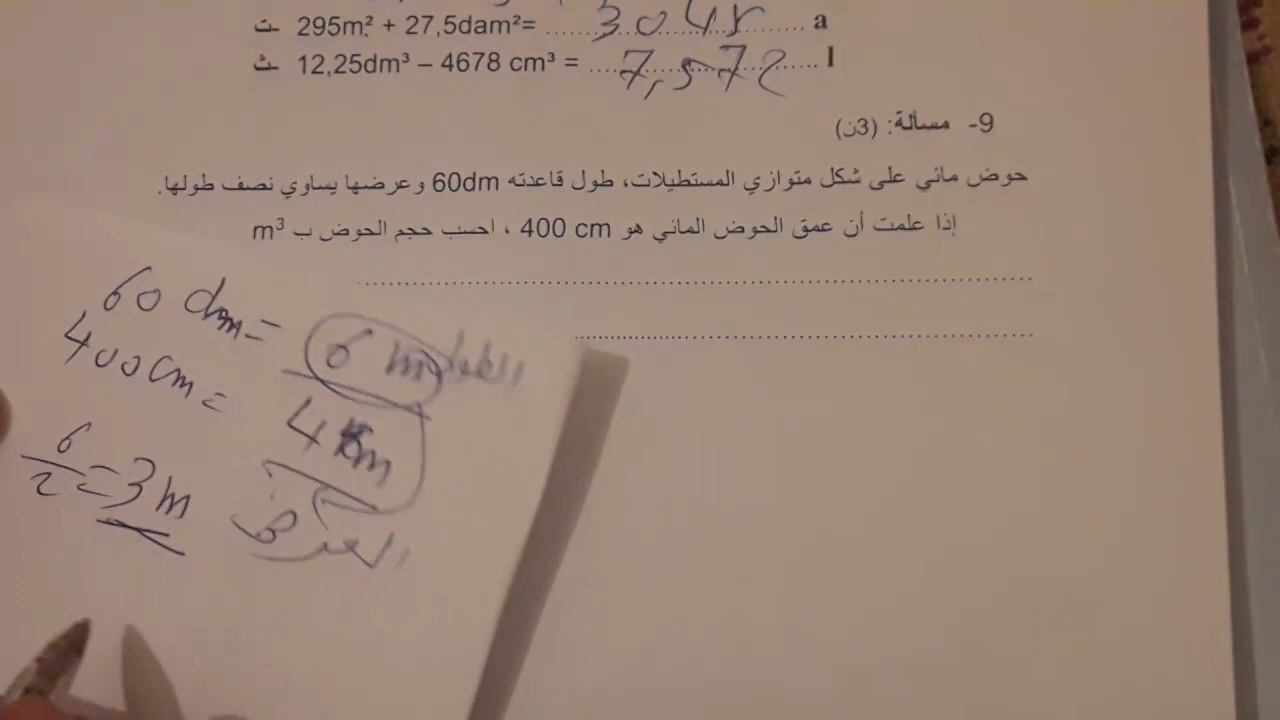 ت- 295m² + 27,5dam²= ...... 3045 ...... a
ث- 12,25dm³ – 4678 cm³ = ...... 7,572 ...... l
9- مسألة: (3ن)
حوض مائي على شكل متوازي المستطيلات، طول قاعدته 60dm وعرضها يساوي نصف طولها.
إذا علمت أن عمق الحوض المائي هو 400 cm ، احسب حجم الحوض ب m³
60 dm = 6 m الطول
400 cm = 4 m
6/2 = 3 m العرض